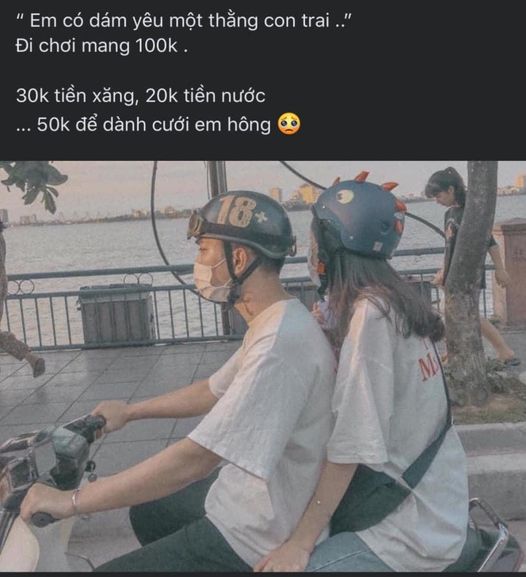 “ Em có dám yêu một thằng con trai ..”
Đi chơi mang 100k .
30k tiền xăng, 20k tiền nước
... 50k để dành cưới em hông 🥺
18+
M